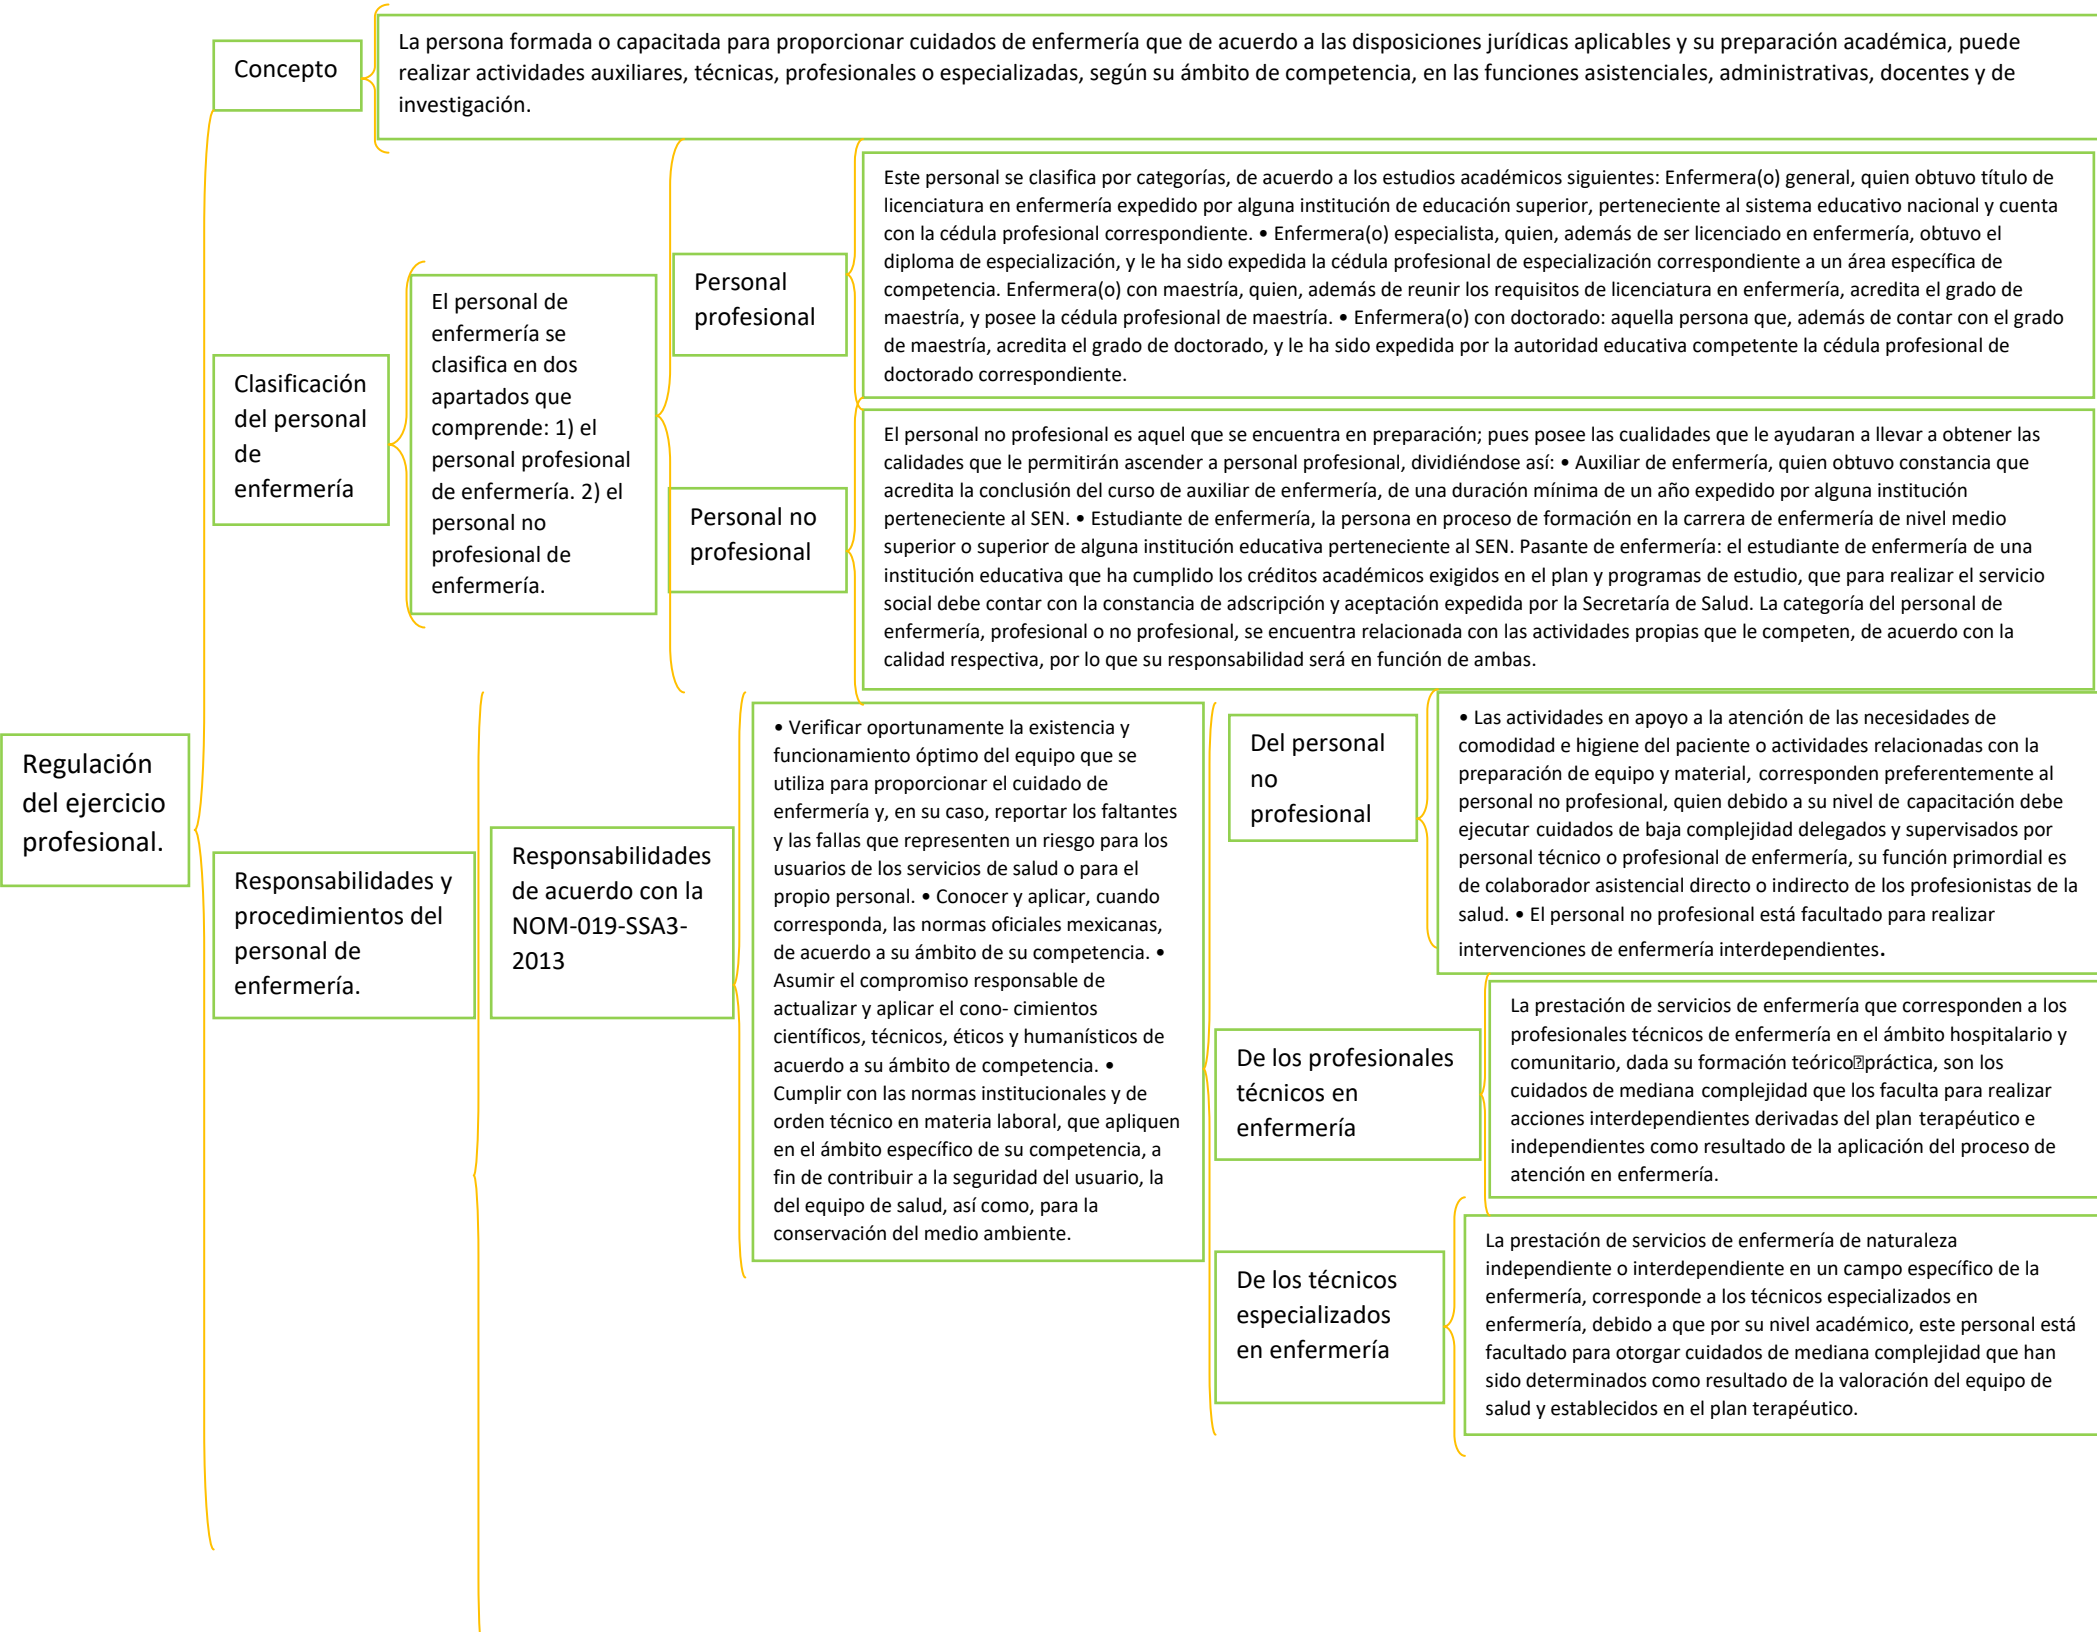 Concepto
La persona formada o capacitada para proporcionar cuidados de enfermería que de acuerdo a las disposiciones jurídicas aplicables y su preparación académica, puede
realizar actividades auxiliares, técnicas, profesionales o especializadas, según su ámbito de competencia, en las funciones asistenciales, administrativas, docentes y de
investigación.
Regulación
del ejercicio
profesional.
Clasificación
del personal
de
enfermería
El personal de
enfermería se
clasifica en dos
apartados que
comprende: 1) el
personal profesional
de enfermería. 2) el
personal no
profesional de
enfermería.
Personal
profesional
Este personal se clasifica por categorías, de acuerdo a los estudios académicos siguientes: Enfermera(o) general, quien obtuvo título de
licenciatura en enfermería expedido por alguna institución de educación superior, perteneciente al sistema educativo nacional y cuenta
con la cédula profesional correspondiente. • Enfermera(o) especialista, quien, además de ser licenciado en enfermería, obtuvo el
diploma de especialización, y le ha sido expedida la cédula profesional de especialización correspondiente a un área específica de
competencia. Enfermera(o) con maestría, quien, además de reunir los requisitos de licenciatura en enfermería, acredita el grado de
maestría, y posee la cédula profesional de maestría. • Enfermera(o) con doctorado: aquella persona que, además de contar con el grado
de maestría, acredita el grado de doctorado, y le ha sido expedida por la autoridad educativa competente la cédula profesional de
doctorado correspondiente.
Personal no
profesional
El personal no profesional es aquel que se encuentra en preparación; pues posee las cualidades que le ayudaran a llevar a obtener las
calidades que le permitirán ascender a personal profesional, dividiéndose así: • Auxiliar de enfermería, quien obtuvo constancia que
acredita la conclusión del curso de auxiliar de enfermería, de una duración mínima de un año expedido por alguna institución
perteneciente al SEN. • Estudiante de enfermería, la persona en proceso de formación en la carrera de enfermería de nivel medio
superior o superior de alguna institución educativa perteneciente al SEN. Pasante de enfermería: el estudiante de enfermería de una
institución educativa que ha cumplido los créditos académicos exigidos en el plan y programas de estudio, que para realizar el servicio
social debe contar con la constancia de adscripción y aceptación expedida por la Secretaría de Salud. La categoría del personal de
enfermería, profesional o no profesional, se encuentra relacionada con las actividades propias que le competen, de acuerdo con la
calidad respectiva, por lo que su responsabilidad será en función de ambas.
Responsabilidades y
procedimientos del
personal de
enfermería.
Responsabilidades
de acuerdo con la
NOM-019-SSA3-
2013
• Verificar oportunamente la existencia y
funcionamiento óptimo del equipo que se
utiliza para proporcionar el cuidado de
enfermería y, en su caso, reportar los faltantes
y las fallas que representen un riesgo para los
usuarios de los servicios de salud o para el
propio personal. • Conocer y aplicar, cuando
corresponda, las normas oficiales mexicanas,
de acuerdo a su ámbito de su competencia. •
Asumir el compromiso responsable de
actualizar y aplicar el cono- cimientos
científicos, técnicos, éticos y humanísticos de
acuerdo a su ámbito de competencia. •
Cumplir con las normas institucionales y de
orden técnico en materia laboral, que apliquen
en el ámbito específico de su competencia, a
fin de contribuir a la seguridad del usuario, la
del equipo de salud, así como, para la
conservación del medio ambiente.
Del personal
no
profesional
• Las actividades en apoyo a la atención de las necesidades de
comodidad e higiene del paciente o actividades relacionadas con la
preparación de equipo y material, corresponden preferentemente al
personal no profesional, quien debido a su nivel de capacitación debe
ejecutar cuidados de baja complejidad delegados y supervisados por
personal técnico o profesional de enfermería, su función primordial es
de colaborador asistencial directo o indirecto de los profesionistas de la
salud. • El personal no profesional está facultado para realizar
intervenciones de enfermería interdependientes.
De los profesionales
técnicos en
enfermería
La prestación de servicios de enfermería que corresponden a los
profesionales técnicos de enfermería en el ámbito hospitalario y
comunitario, dada su formación teórico�práctica, son los
cuidados de mediana complejidad que los faculta para realizar
acciones interdependientes derivadas del plan terapéutico e
independientes como resultado de la aplicación del proceso de
atención en enfermería.
De los técnicos
especializados
en enfermería
La prestación de servicios de enfermería de naturaleza
independiente o interdependiente en un campo específico de la
enfermería, corresponde a los técnicos especializados en
enfermería, debido a que por su nivel académico, este personal está
facultado para otorgar cuidados de mediana complejidad que han
sido determinados como resultado de la valoración del equipo de
salud y establecidos en el plan terapéutico.